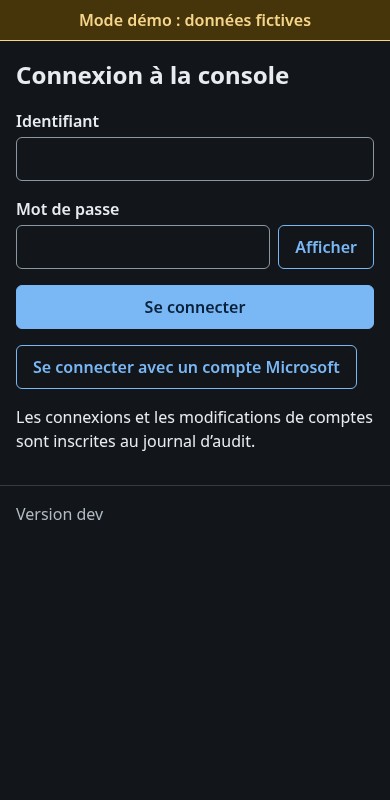 Mode démo : données fictives
Connexion à la console
Identifiant
Mot de passe
Afficher
Se connecter
Se connecter avec un compte Microsoft
Les connexions et les modifications de comptes
sont inscrites au journal d’audit.
Version dev